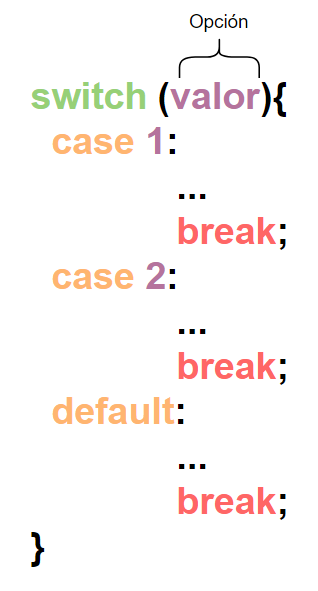 Opción
switch (valor){
case 1:
...
break;
case 2:
...
break;
default:
...
break;
}